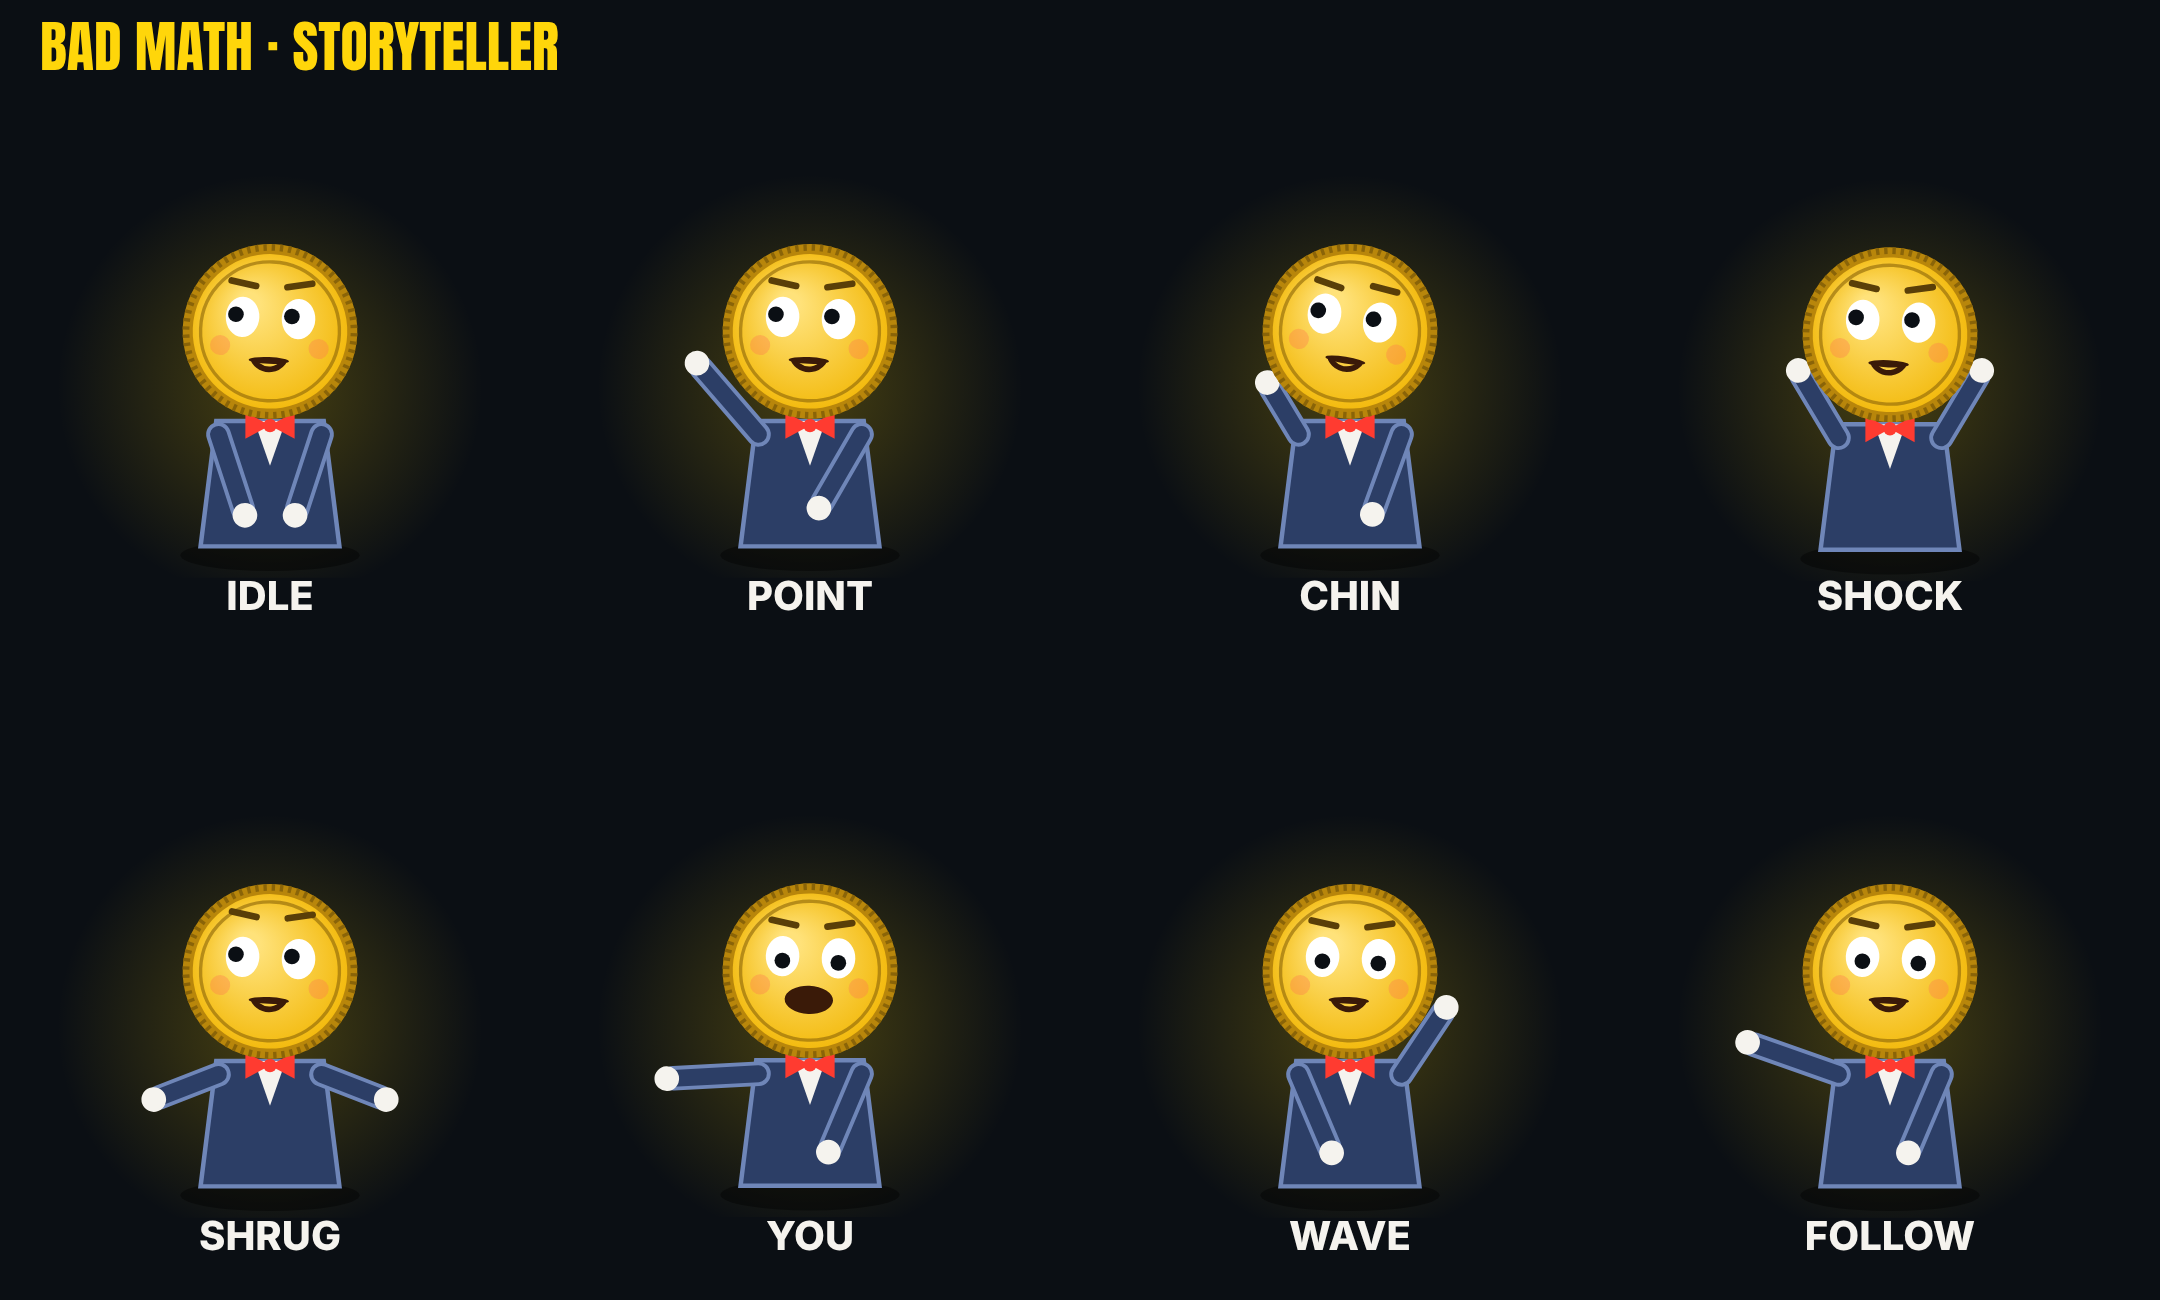 BAD MATH · STORYTELLER
IDLE
POINT
CHIN
SHOCK
SHRUG
YOU
WAVE
FOLLOW